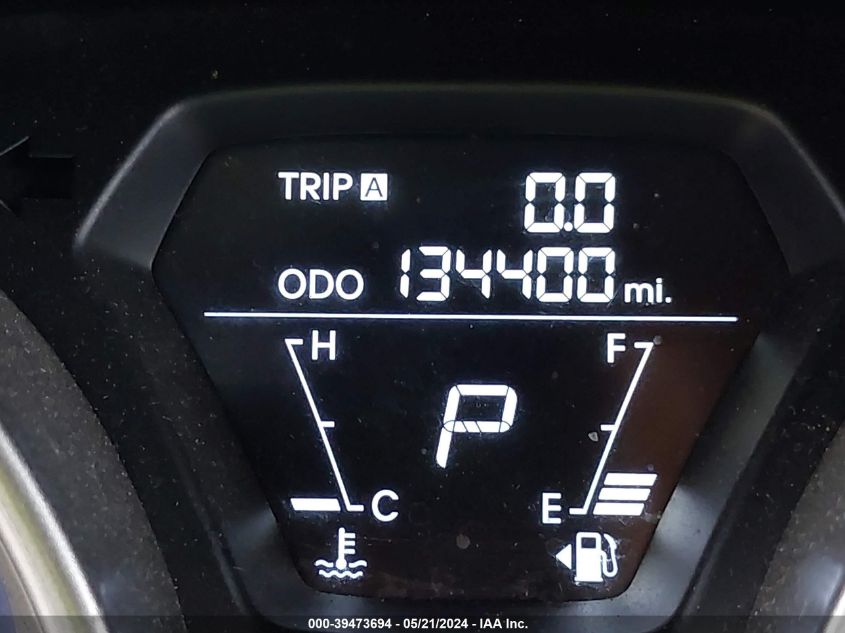 TRIP A 0.0
ODO 134400 mi.
H F
P
C E
000-39473694 - 05/21/2024 - IAA Inc.